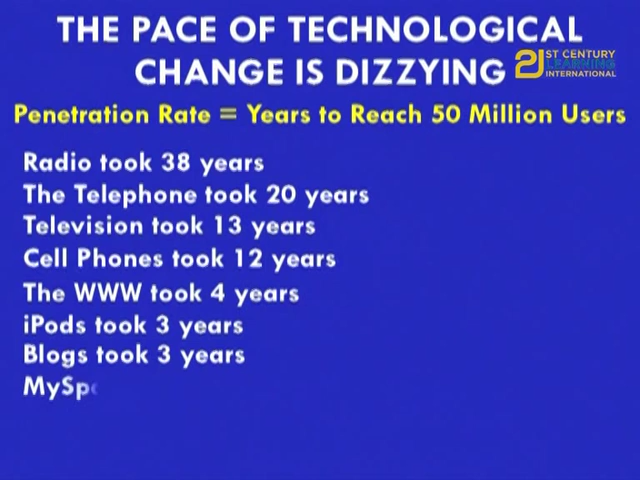 THE PACE OF TECHNOLOGICAL
CHANGE IS DIZZYING
21ST CENTURY
LEARNING
INTERNATIONAL
Penetration Rate = Years to Reach 50 Million Users
Radio took 38 years
The Telephone took 20 years
Television took 13 years
Cell Phones took 12 years
The WWW took 4 years
iPods took 3 years
Blogs took 3 years
MySp